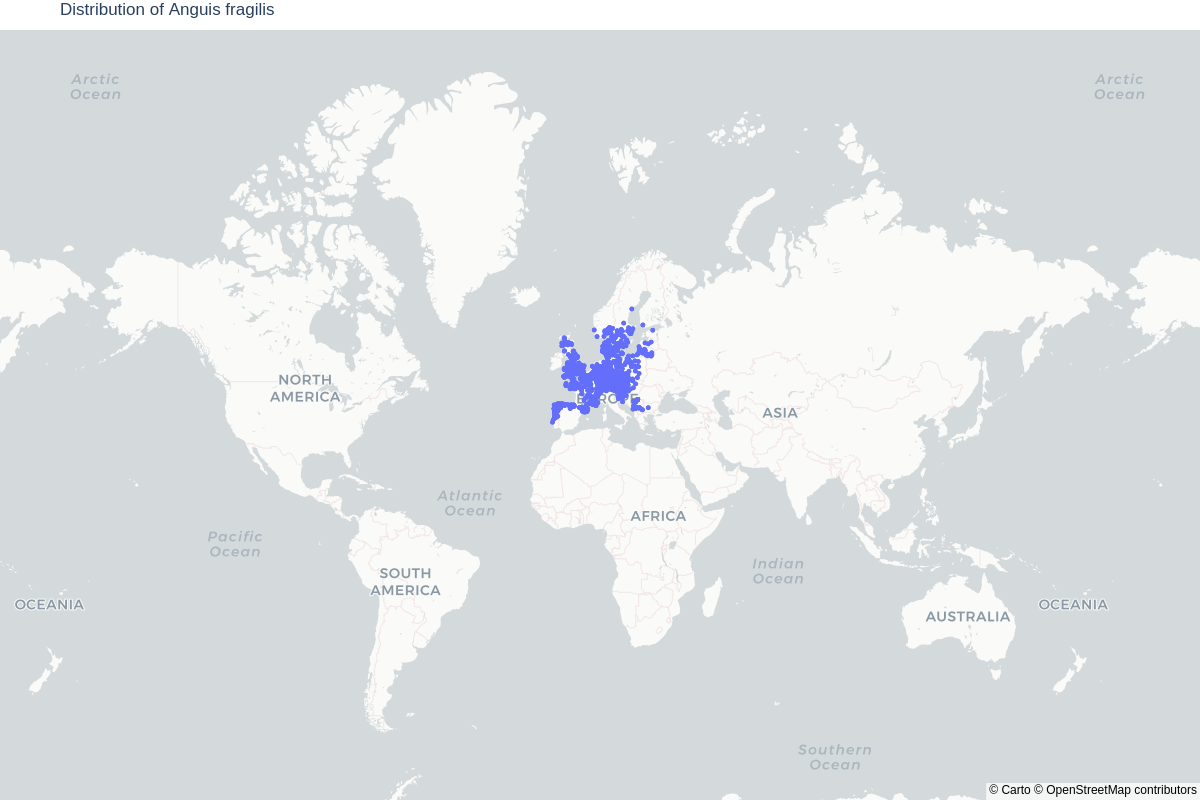 Distribution of Anguis fragilis
Arctic
Ocean
Arctic
Ocean
NORTH
AMERICA
EUROPE
ASIA
Atlantic
Ocean
AFRICA
Pacific
Ocean
Indian
Ocean
SOUTH
AMERICA
OCEANIA
AUSTRALIA
OCEANIA
Southern
Ocean
© Carto © OpenStreetMap contributors